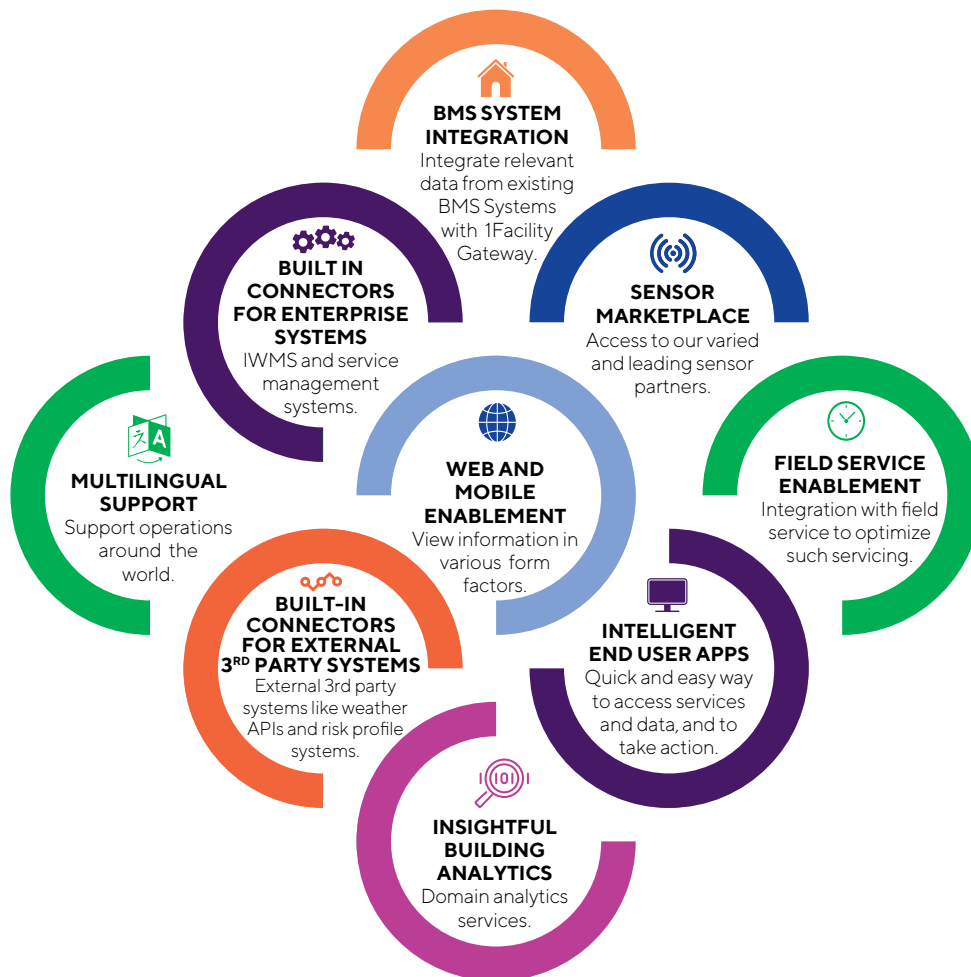 BMS SYSTEM
INTEGRATION
Integrate relevant
data from existing
BMS Systems
with 1Facility
Gateway.
BUILT IN
CONNECTORS
FOR ENTERPRISE
SYSTEMS
IWMS and service
management
systems.
SENSOR
MARKETPLACE
Access to our varied
and leading sensor
partners.
MULTILINGUAL
SUPPORT
Support operations
around the
world.
WEB AND
MOBILE
ENABLEMENT
View information in
various form
factors.
FIELD SERVICE
ENABLEMENT
Integration with field
service to optimize
such servicing.
BUILT-IN
CONNECTORS
FOR EXTERNAL
3RD PARTY SYSTEMS
External 3rd party
systems like weather
APIs and risk profile
systems.
INTELLIGENT
END USER APPS
Quick and easy way
to access services
and data, and to
take action.
101
INSIGHTFUL
BUILDING
ANALYTICS
Domain analytics
services.
文A